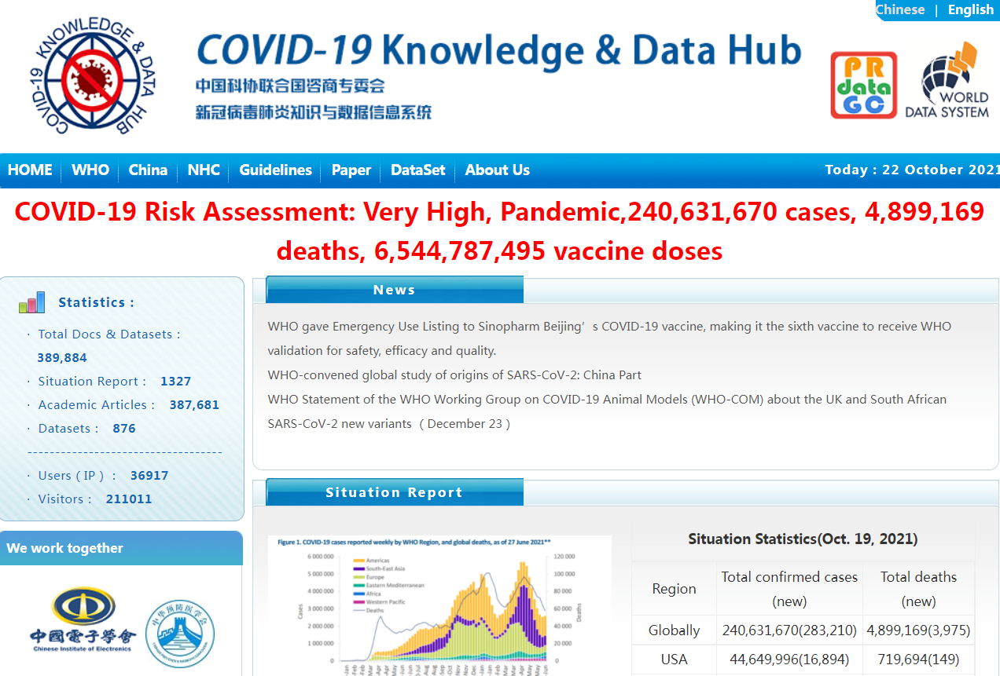 Chinese | English
KNOWLEDGE & DATA HUB
COVID-19
COVID-19 Knowledge & Data Hub
中国科协联合国咨商专委会
新冠病毒肺炎知识与数据信息系统
PR
data
GC
WORLD
DATA SYSTEM
HOME WHO China NHC Guidelines Paper DataSet About Us Today : 22 October 2021
COVID-19 Risk Assessment: Very High, Pandemic,240,631,670 cases, 4,899,169
deaths, 6,544,787,495 vaccine doses
Statistics :
· Total Docs & Datasets :
389,884
· Situation Report : 1327
· Academic Articles : 387,681
· Datasets : 876
---------------------------------
· Users ( IP ) : 36917
· Visitors : 211011
We work together
中國電子學會
Chinese Institute of Electronics
中华预防医学会
News
WHO gave Emergency Use Listing to Sinopharm Beijing’s COVID-19 vaccine, making it the sixth vaccine to receive WHO
validation for safety, efficacy and quality.
WHO-convened global study of origins of SARS-CoV-2: China Part
WHO Statement of the WHO Working Group on COVID-19 Animal Models (WHO-COM) about the UK and South African
SARS-CoV-2 new variants ( December 23 )
Situation Report
Figure 1. COVID-19 cases reported weekly by WHO Region, and global deaths, as of 27 June 2021**
6 000 000
5 000 000
4 000 000
3 000 000
2 000 000
1 000 000
0
Cases
Americas
South-East Asia
Europe
Eastern Mediterranean
Africa
Western Pacific
Deaths
120 000
100 000
80 000
60 000
40 000
20 000
0
Deaths
Situation Statistics(Oct. 19, 2021)
Region Total confirmed cases (new) Total deaths (new)
Globally 240,631,670(283,210) 4,899,169(3,975)
USA 44,649,996(16,894) 719,694(149)